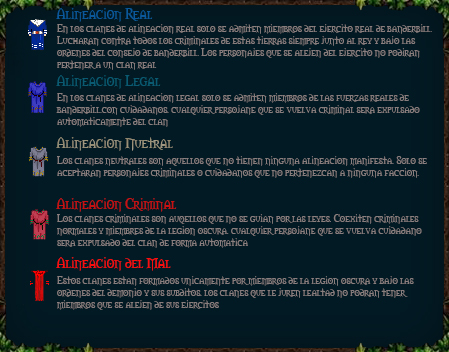 Alineacion Real
En los clanes de alineacion real solo se admiten miembros del ejercito real de Banderbill.
Lucharan contra todos los criminales de estas tierras siempre junto al rey y bajo las
ordenes del consejo de Banderbill. Los personajes que se alejen del ejercito no podran
pertener a un clan real
Alineacion Legal
En los clanes de alineacion legal solo se admiten miembros de las fuerzas reales de
Banderbill con cuidadanos. cualquier persojane que se vuelva criminal sera expulsado
automaticamente del clan
Alineacion Nuetral
Los clanes neutrales son aquellos que no tienen ninguna alineacion manifesta. Solo se
aceptaran personajes criminales o cuidadanos que no pertenezcan a ninguna faccion.
Alineacion Criminal
Los clanes criminales son auqellos que no se guian por las leyes. Coexiten criminales
normales y miembres de la legion oscura. cualquier persojane que se vuelva cuidadano
sera expulsado del clan de forma automatica
Alineacion del Mal
Estos clanes estan formados unicamente por miembros de la legion oscura y bajo las
ordenes del demonio y sus subditos. los clanes que le juren lealtad no podran tener
miembros que se alejen de sus ejercitos